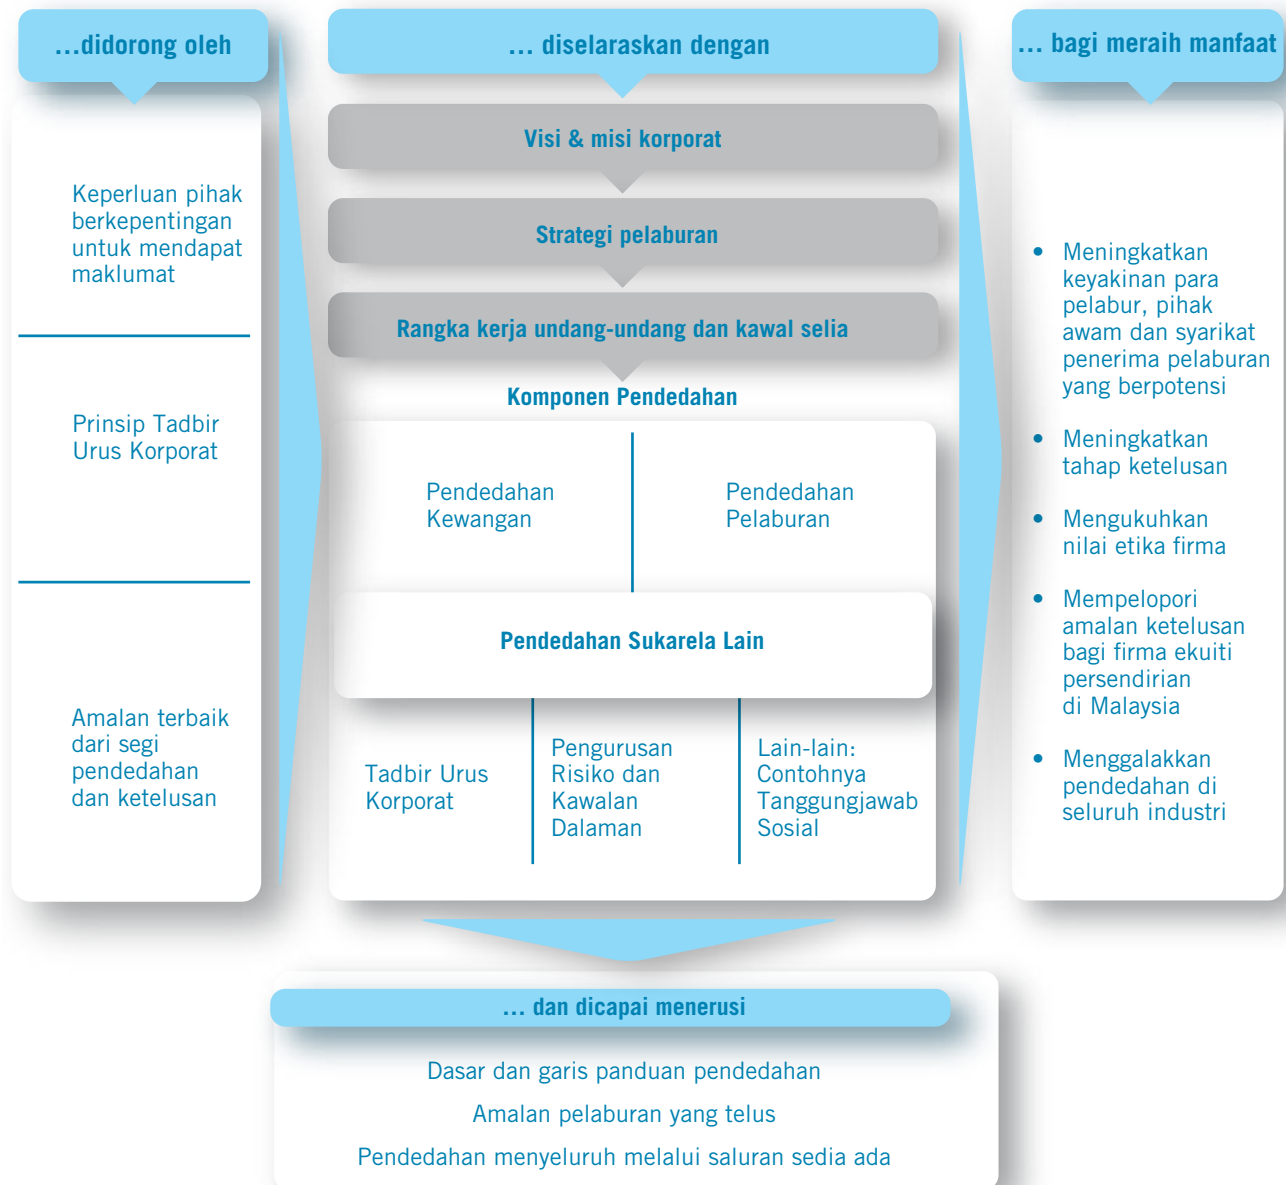 ...didorong oleh
Keperluan pihak
berkepentingan
untuk mendapat
maklumat
Prinsip Tadbir
Urus Korporat
Amalan terbaik
dari segi
pendedahan
dan ketelusan
... diselaraskan dengan
Visi & misi korporat
Strategi pelaburan
Rangka kerja undang-undang dan kawal selia
Komponen Pendedahan
Pendedahan
Kewangan
Pendedahan
Pelaburan
Pendedahan Sukarela Lain
Tadbir Urus
Korporat
Pengurusan
Risiko dan
Kawalan
Dalaman
Lain-lain:
Contohnya
Tanggungjawab
Sosial
... bagi meraih manfaat
• Meningkatkan
keyakinan para
pelabur, pihak
awam dan syarikat
penerima pelaburan
yang berpotensi
• Meningkatkan
tahap ketelusan
• Mengukuhkan
nilai etika firma
• Mempelopori
amalan ketelusan
bagi firma ekuiti
persendirian
di Malaysia
• Menggalakkan
pendedahan di
seluruh industri
... dan dicapai menerusi
Dasar dan garis panduan pendedahan
Amalan pelaburan yang telus
Pendedahan menyeluruh melalui saluran sedia ada